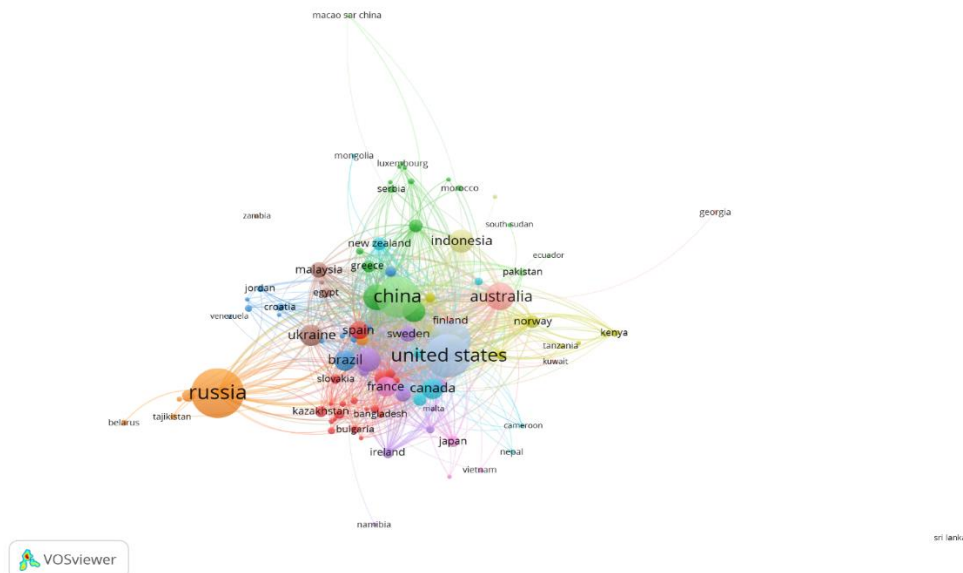 macao sar china
mongolia
luxembourg
serbia
morocco
georgia
zambia
south sudan
new zealand
indonesia
ecuador
greece
malaysia
pakistan
jordan
egypt
china
australia
croatia
venezuela
finland
norway
ukraine
spain
sweden
kenya
tanzania
brazil
united states
kuwait
slovakia
russia
france
canada
kazakhstan
bangladesh
malta
belarus
tajikistan
bulgaria
cameroon
japan
ireland
nepal
vietnam
namibia
sri lanka
VOSviewer